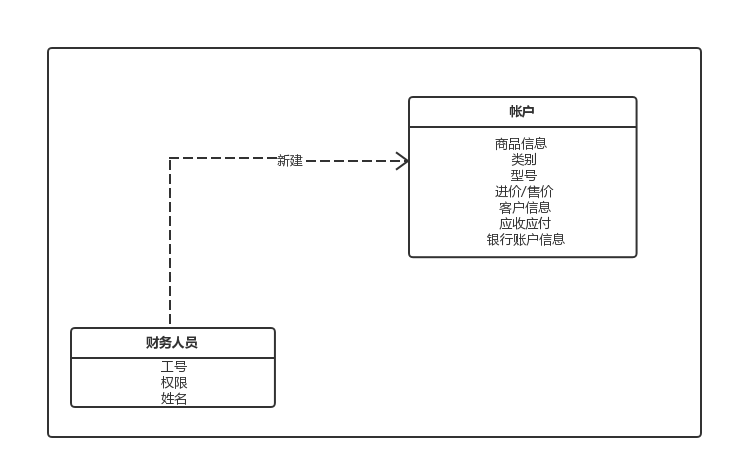 帐户
商品信息
类别
型号
进价/售价
客户信息
应收应付
银行账户信息
新建
财务人员
工号
权限
姓名